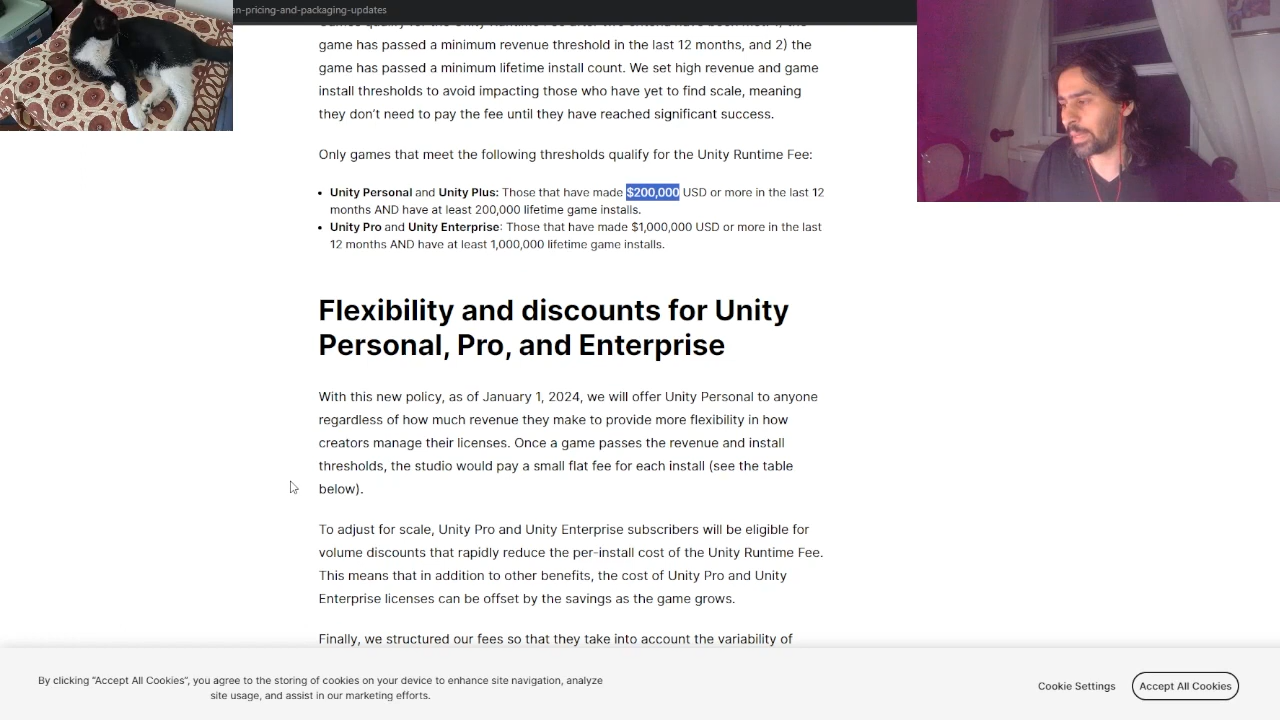 an-pricing-and-packaging-updates
game has passed a minimum revenue threshold in the last 12 months, and 2) the
game has passed a minimum lifetime install count. We set high revenue and game
install thresholds to avoid impacting those who have yet to find scale, meaning
they don't need to pay the fee until they have reached significant success.
Only games that meet the following thresholds qualify for the Unity Runtime Fee:
• Unity Personal and Unity Plus: Those that have made $200,000 USD or more in the last 12
months AND have at least 200,000 lifetime game installs.
• Unity Pro and Unity Enterprise: Those that have made $1,000,000 USD or more in the last
12 months AND have at least 1,000,000 lifetime game installs.
Flexibility and discounts for Unity
Personal, Pro, and Enterprise
With this new policy, as of January 1, 2024, we will offer Unity Personal to anyone
regardless of how much revenue they make to provide more flexibility in how
creators manage their licenses. Once a game passes the revenue and install
thresholds, the studio would pay a small flat fee for each install (see the table
below).
To adjust for scale, Unity Pro and Unity Enterprise subscribers will be eligible for
volume discounts that rapidly reduce the per-install cost of the Unity Runtime Fee.
This means that in addition to other benefits, the cost of Unity Pro and Unity
Enterprise licenses can be offset by the savings as the game grows.
Finally, we structured our fees so that they take into account the variability of
By clicking “Accept All Cookies”, you agree to the storing of cookies on your device to enhance site navigation, analyze
site usage, and assist in our marketing efforts.
Cookie Settings
Accept All Cookies